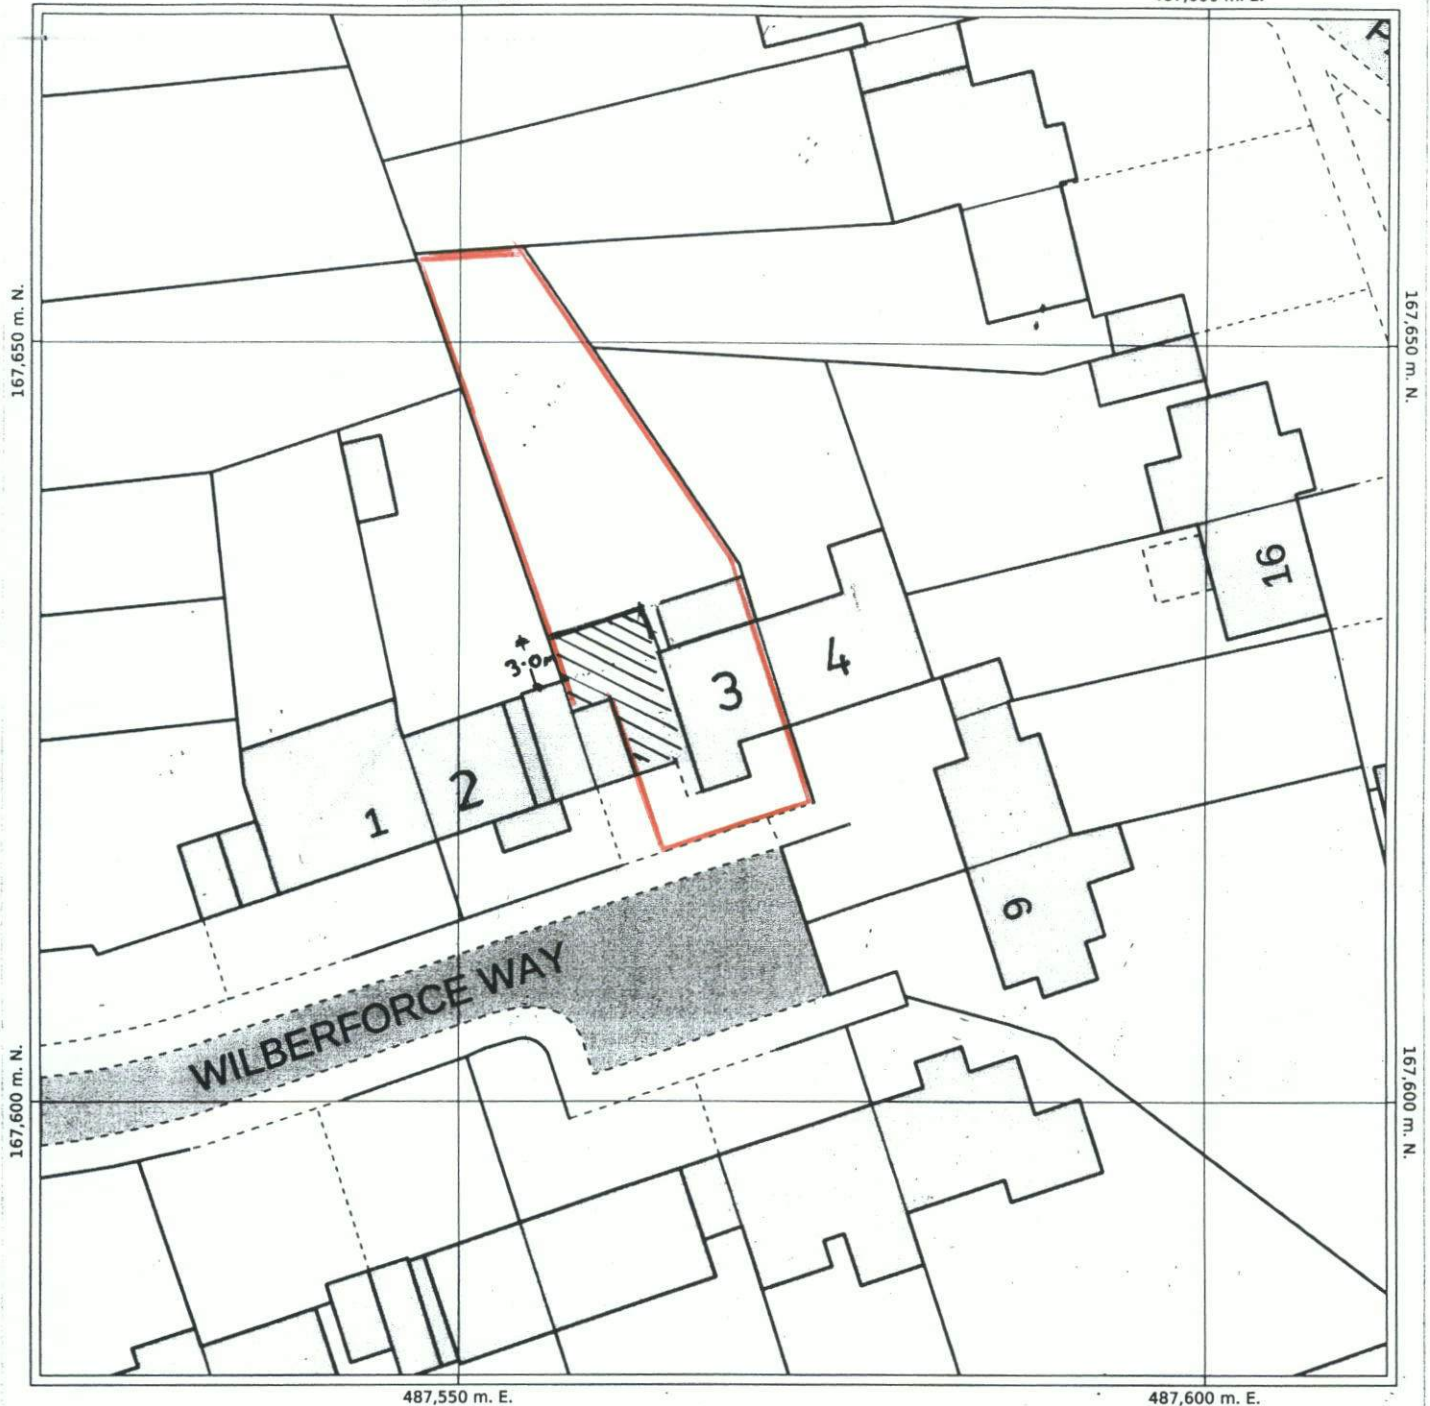 167,650 m. N.
167,650 m. N.
16
3·0m
3
4
2
1
9
WILBERFORCE WAY
167,600 m. N.
167,600 m. N.
487,550 m. E.
487,600 m. E.